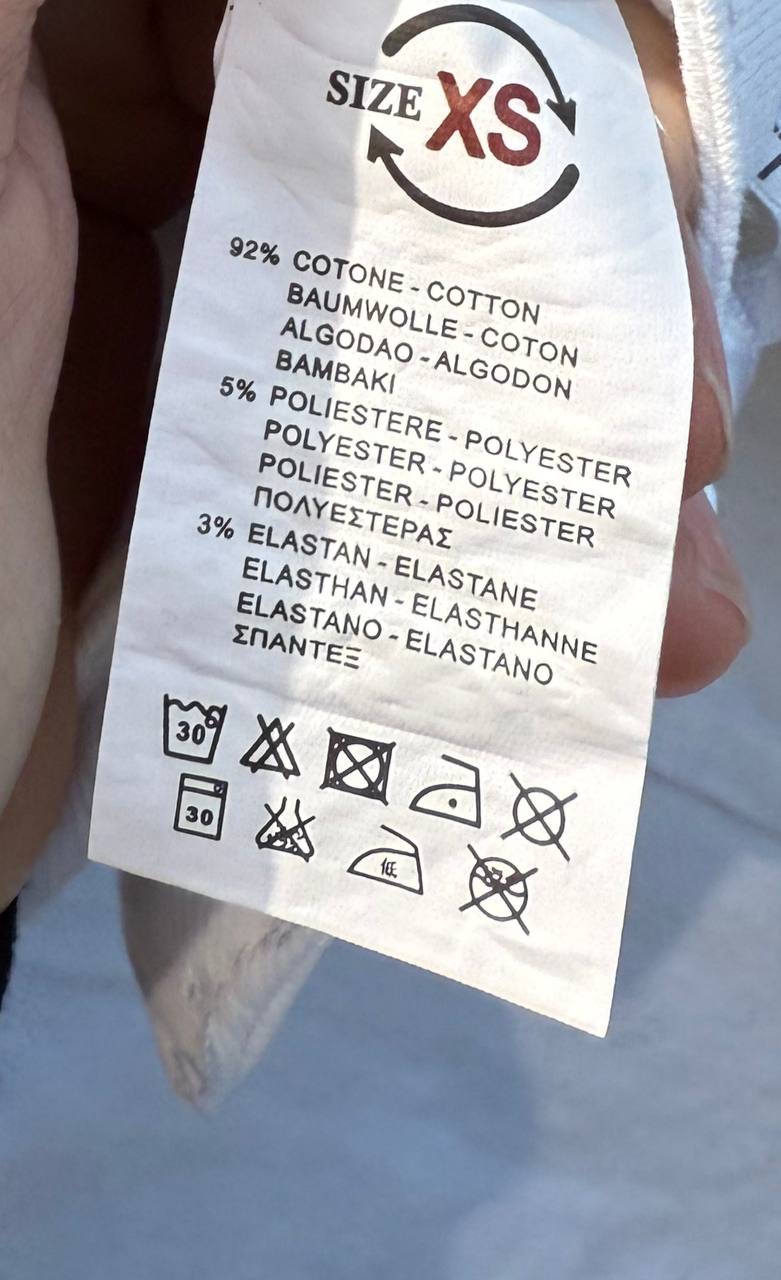 SIZE XS
92% COTONE - COTTON
BAUMWOLLE - COTON
ALGODAO - ALGODON
BAMBAKI
5% POLIESTERE - POLYESTER
POLYESTER - POLYESTER
POLIESTER - POLIESTER
ΠΟΛΥΕΣΤΕΡΑΣ
3% ELASTAN - ELASTANE
ELASTHAN - ELASTHANNE
ELASTANO - ELASTANO
ΣΠΑΝΤΕΞ
30
30
低